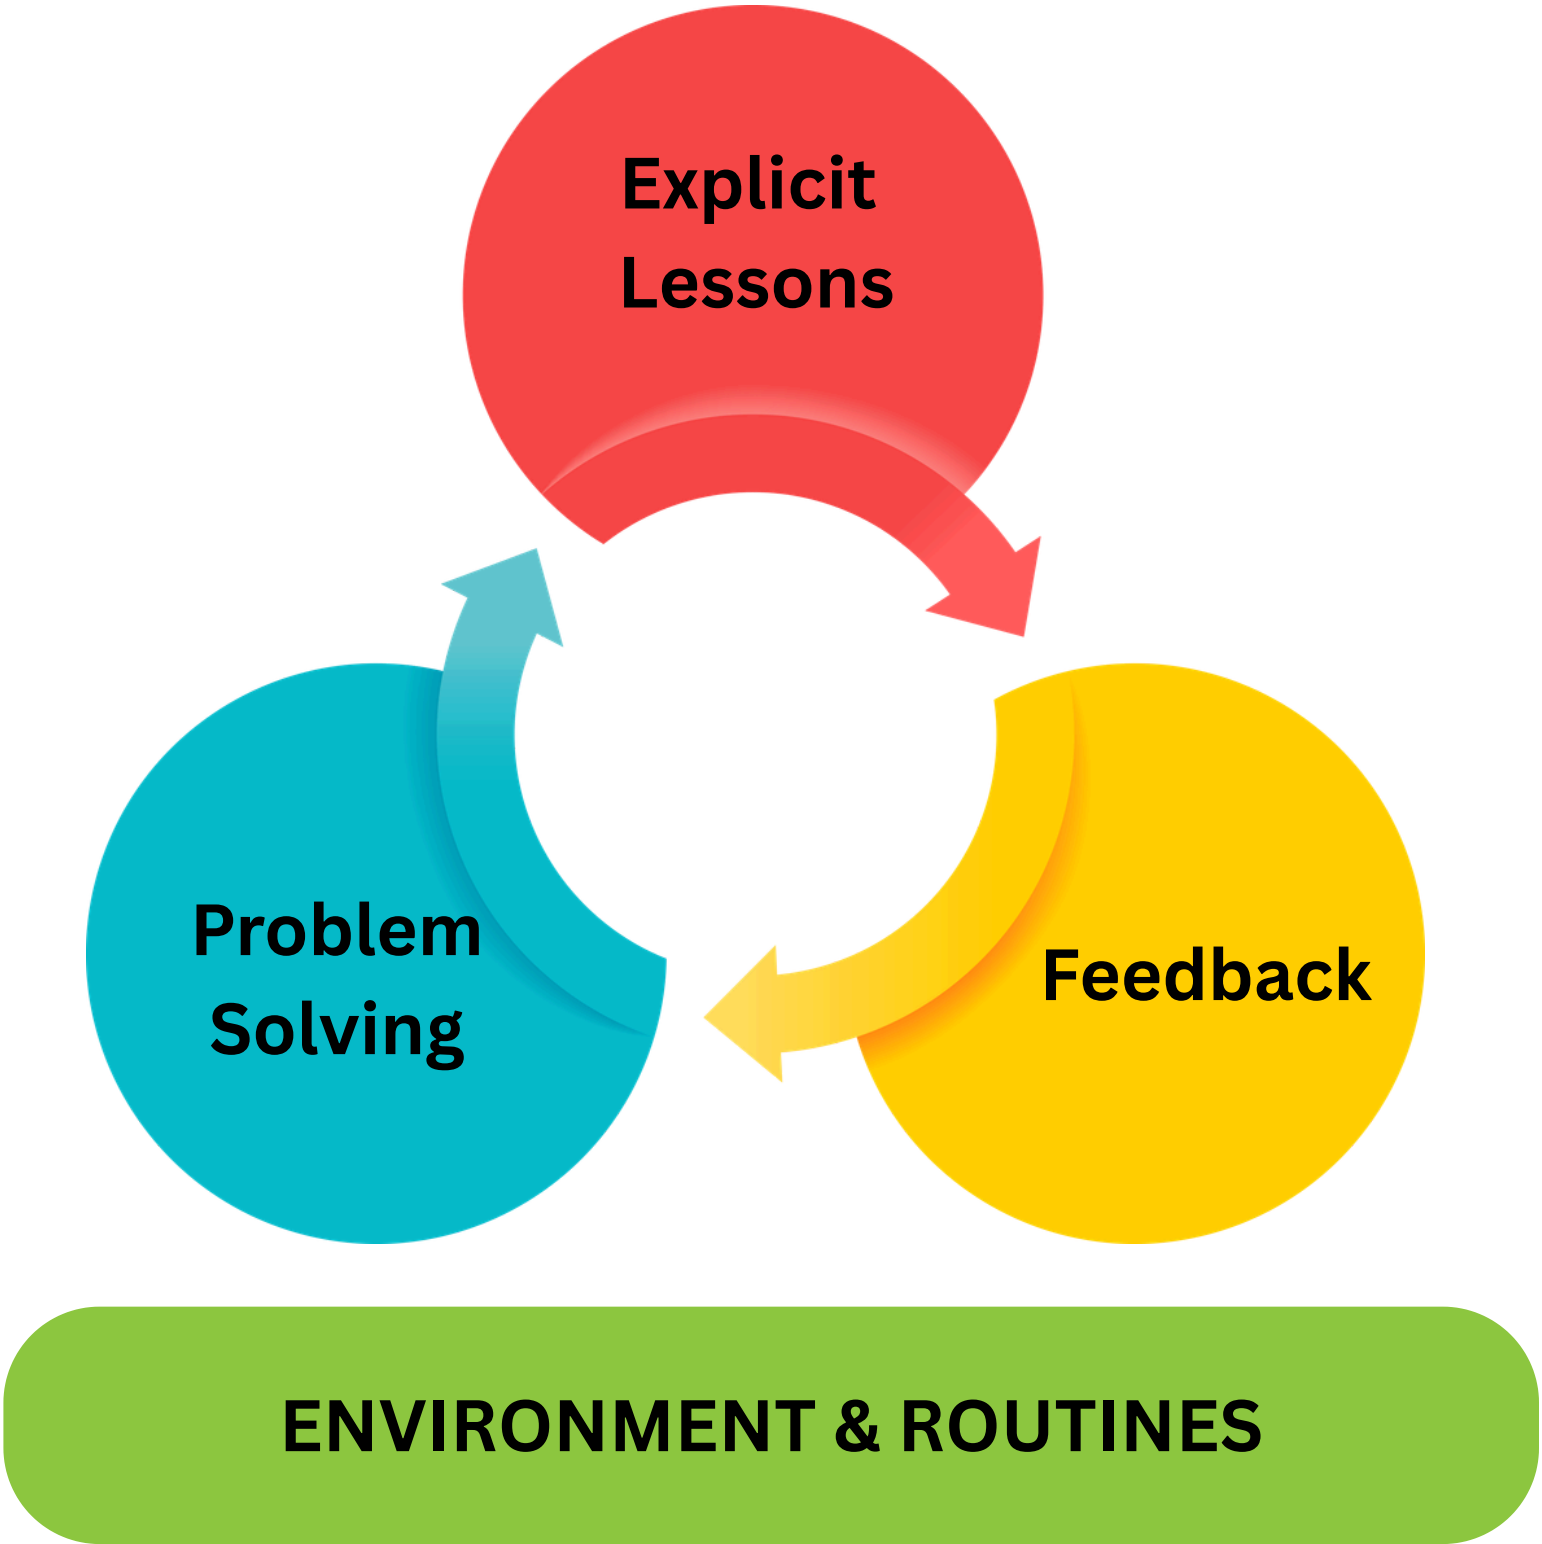 Explicit
Lessons
Problem
Solving
Feedback
ENVIRONMENT & ROUTINES